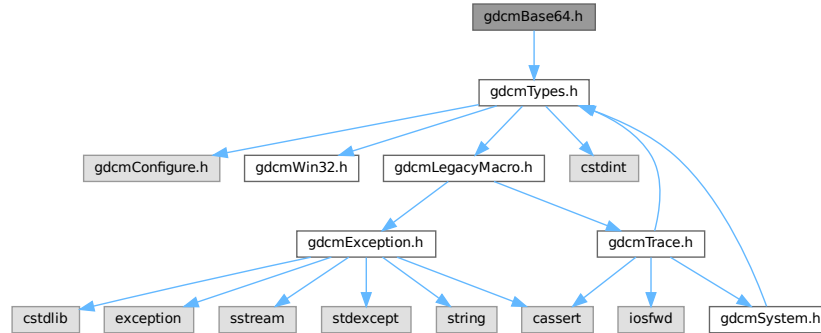 gdcmBase64.h
gdcmTypes.h
gdcmConfigure.h
gdcmWin32.h
gdcmLegacyMacro.h
cstdint
gdcmException.h
gdcmTrace.h
cstdlib
exception
sstream
stdexcept
string
cassert
iosfwd
gdcmSystem.h